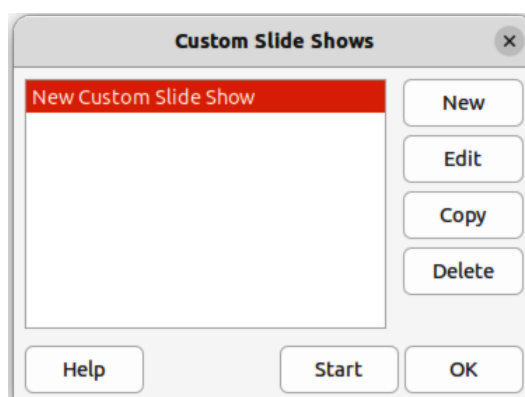 Custom Slide Shows
New Custom Slide Show
New
Edit
Copy
Delete
Help
Start
OK